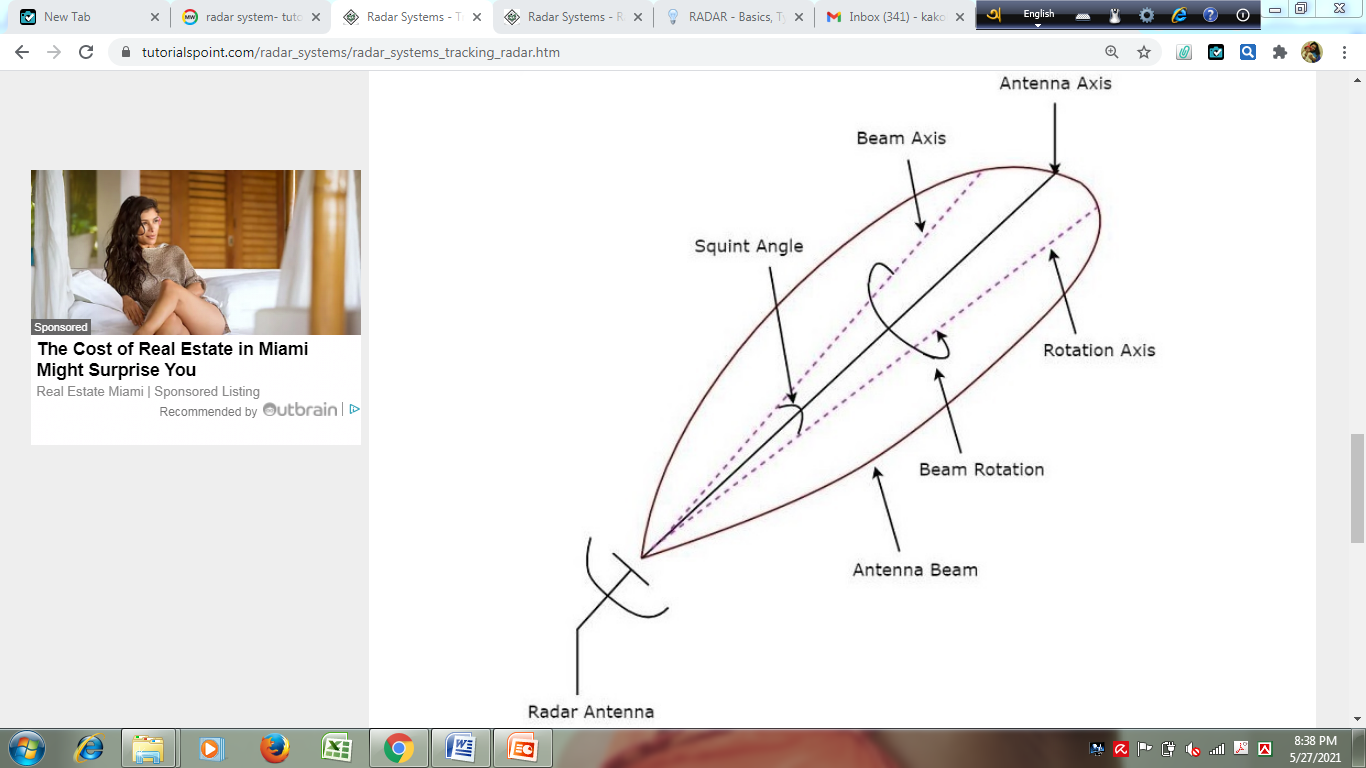 New Tab
radar system- tuto
Radar Systems - T
Radar Systems - R
RADAR - Basics, Ty
Inbox (341) - kako
English
tutorialspoint.com/radar_systems/radar_systems_tracking_radar.htm
Antenna Axis
Beam Axis
Squint Angle
Rotation Axis
Beam Rotation
Antenna Beam
Radar Antenna
Sponsored
The Cost of Real Estate in Miami
Might Surprise You
Real Estate Miami | Sponsored Listing
Recommended by Outbrain
8:38 PM
5/27/2021